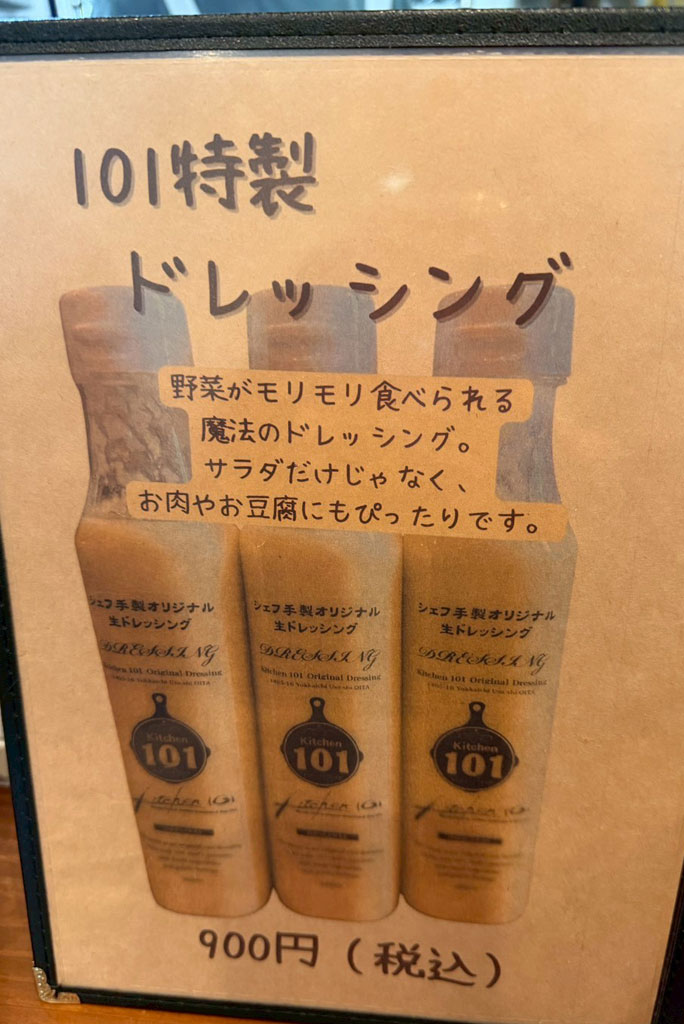 101特製
ドレッシング
野菜がモリモリ食べられる
魔法のドレッシング。
サラダだけじゃなく、
お肉やお豆腐にもぴったりです。
シェフ手製オリジナル
生ドレッシング
DRESSING
Kitchen 101 Original Dressing
Kitchen
101
Kitchen 101
シェフ手製オリジナル
生ドレッシング
DRESSING
Kitchen 101 Original Dressing
Kitchen
101
Kitchen 101
シェフ手製オリジナル
生ドレッシング
DRESSING
Kitchen 101 Original Dressing
Kitchen
101
Kitchen 101
900円(税込)